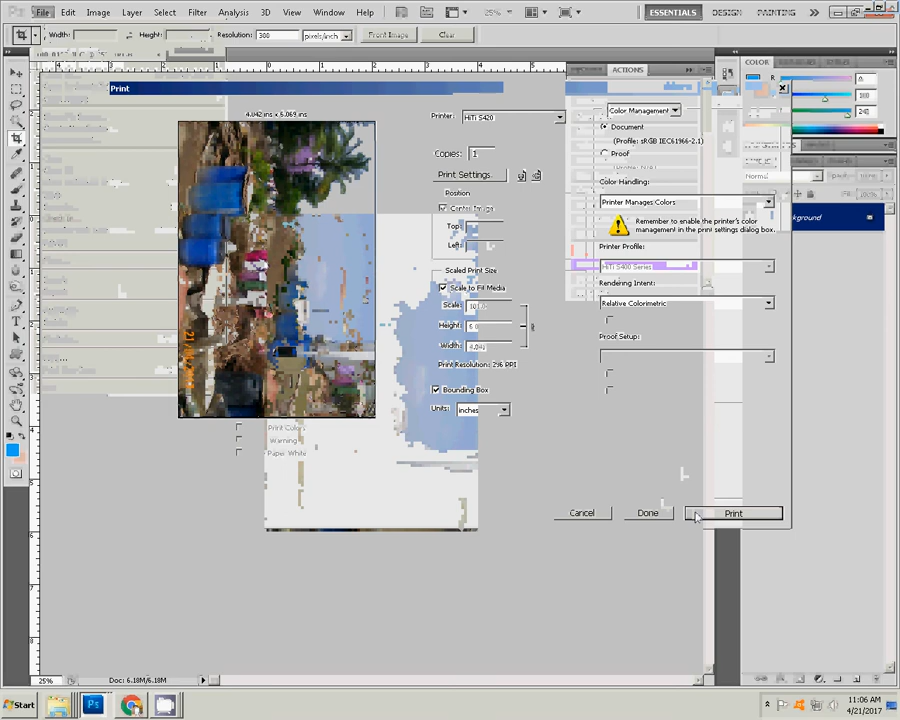 Ps File Edit Image Layer Select Filter Analysis 3D View Window Help
25%
ESSENTIALS DESIGN PAINTING
Width: Height: Resolution: 300 pixels/inch Front Image Clear
ACTIONS
COLOR
Print
4.042 ins x 6.069 ins
Printer: HiTi S420
Copies: 1
Print Settings...
Position
Center Image
Top:
Left:
Scaled Print Size
Scale to Fit Media
Scale:
Height:
Width:
Print Resolution: 296 PPI
Bounding Box
Units: inches
Color Management
Document
(Profile: sRGB IEC61966-2.1)
Proof
Color Handling:
Printer Manages Colors
Remember to enable the printer's color
management in the print settings dialog box.
Printer Profile:
HiTi S400 Series
Rendering Intent:
Relative Colorimetric
Proof Setup:
Normal
Print Colors
Warning
Paper White
Cancel Done Print
25% Doc: 6.18M/6.18M
Start
11:06 AM
4/21/2017